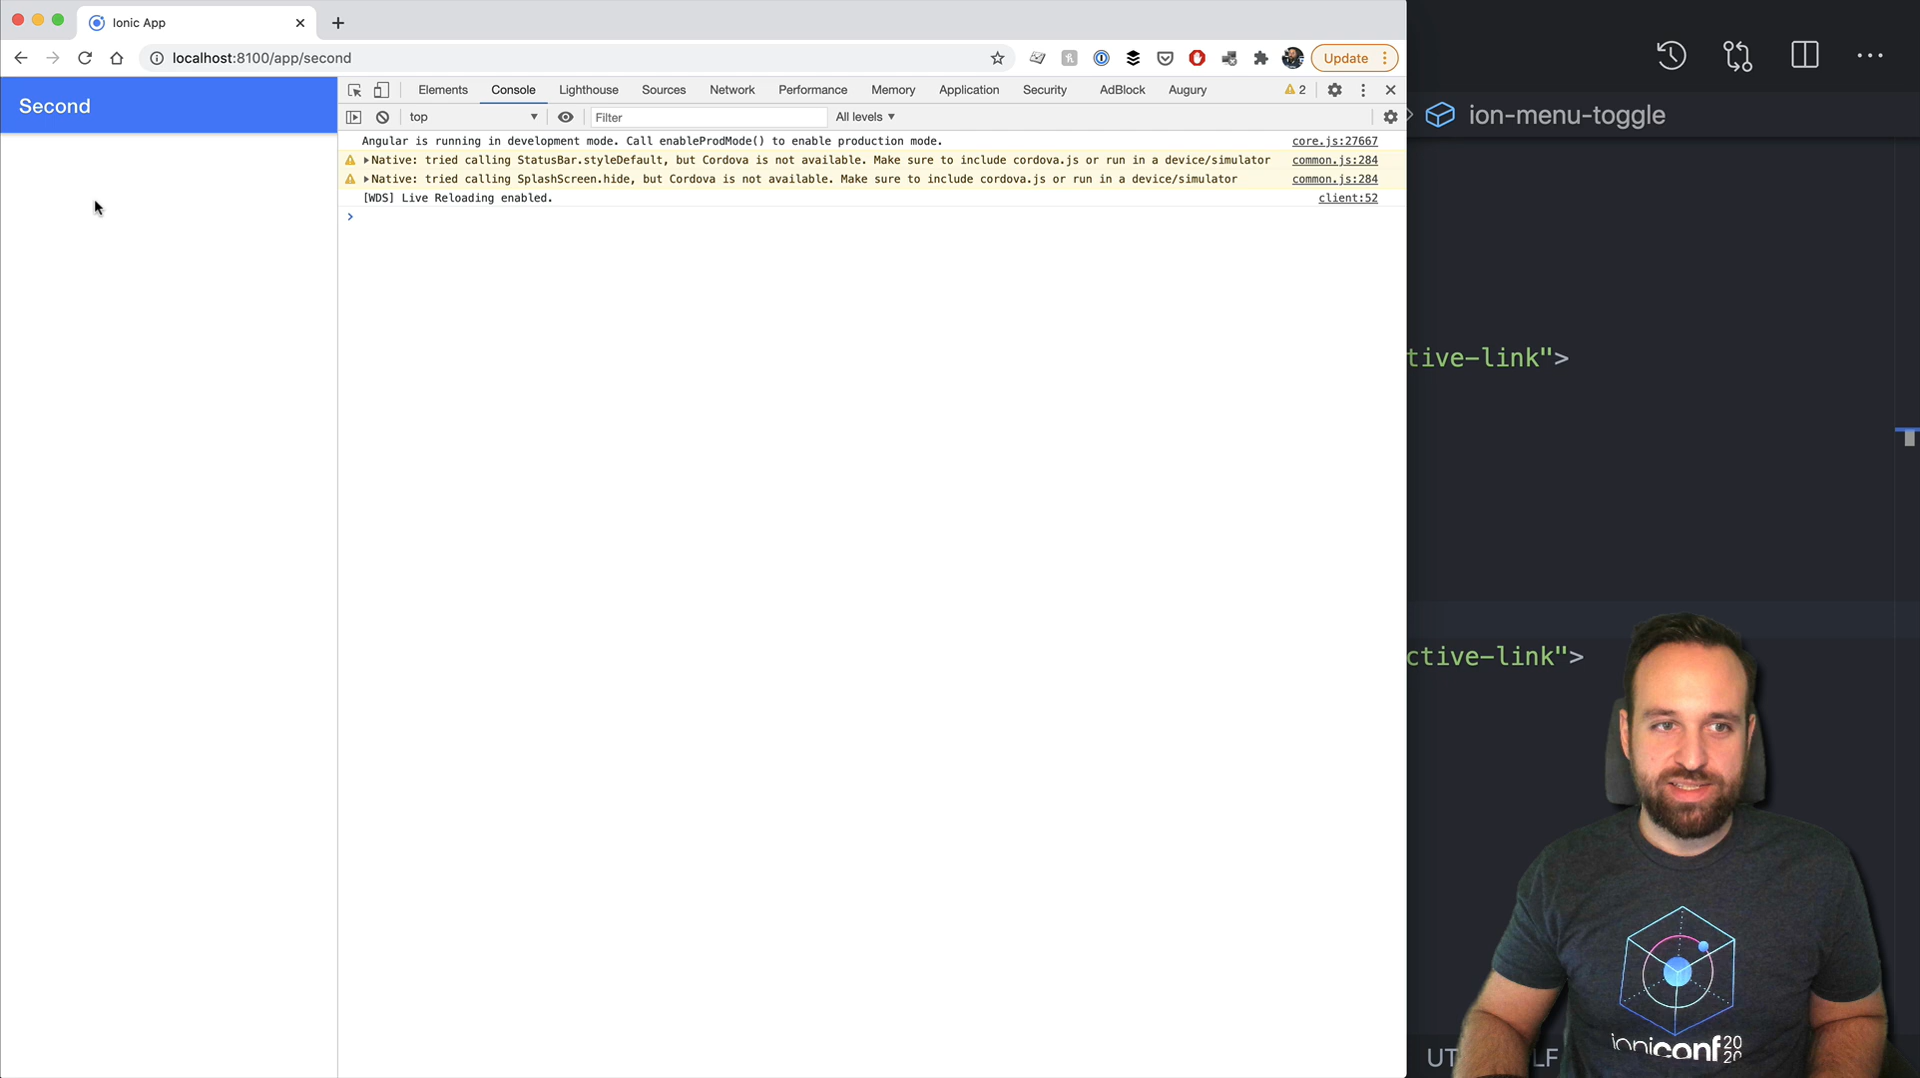 Ionic App
localhost:8100/app/second
Update
Second
Elements Console Lighthouse Sources Network Performance Memory Application Security AdBlock Augury 2
top Filter All levels
Angular is running in development mode. Call enableProdMode() to enable production mode. core.js:27667
Native: tried calling StatusBar.styleDefault, but Cordova is not available. Make sure to include cordova.js or run in a device/simulator common.js:284
Native: tried calling SplashScreen.hide, but Cordova is not available. Make sure to include cordova.js or run in a device/simulator common.js:284
[WDS] Live Reloading enabled. client:52
ion-menu-toggle
tive-link">
ctive-link">
ioniconf 20
20
UT LF